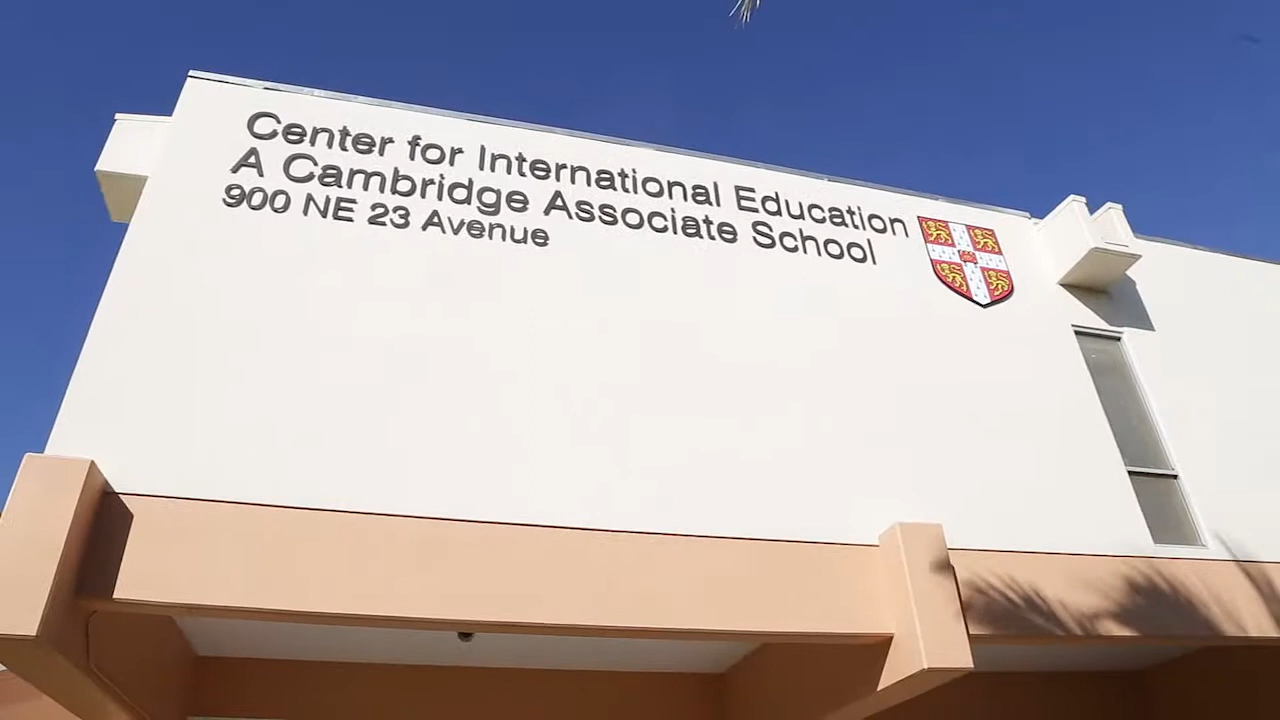 Center for International Education
A Cambridge Associate School
900 NE 23 Avenue